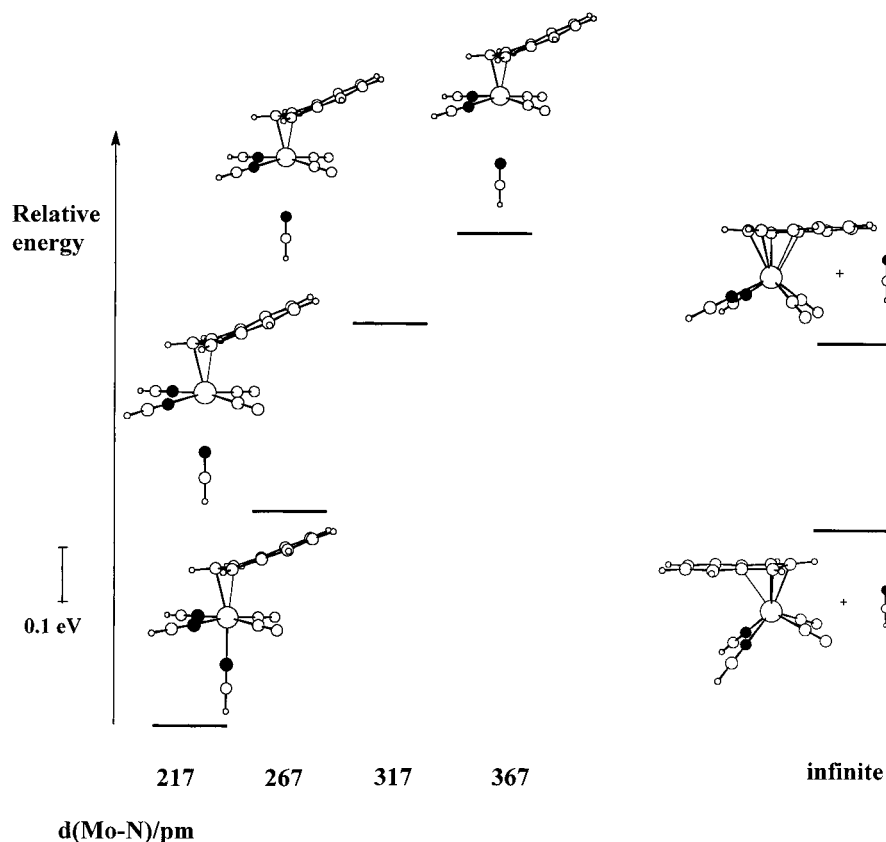 Relative
energy
+
0.1 eV
+
217 267 317 367 infinite
d(Mo-N)/pm